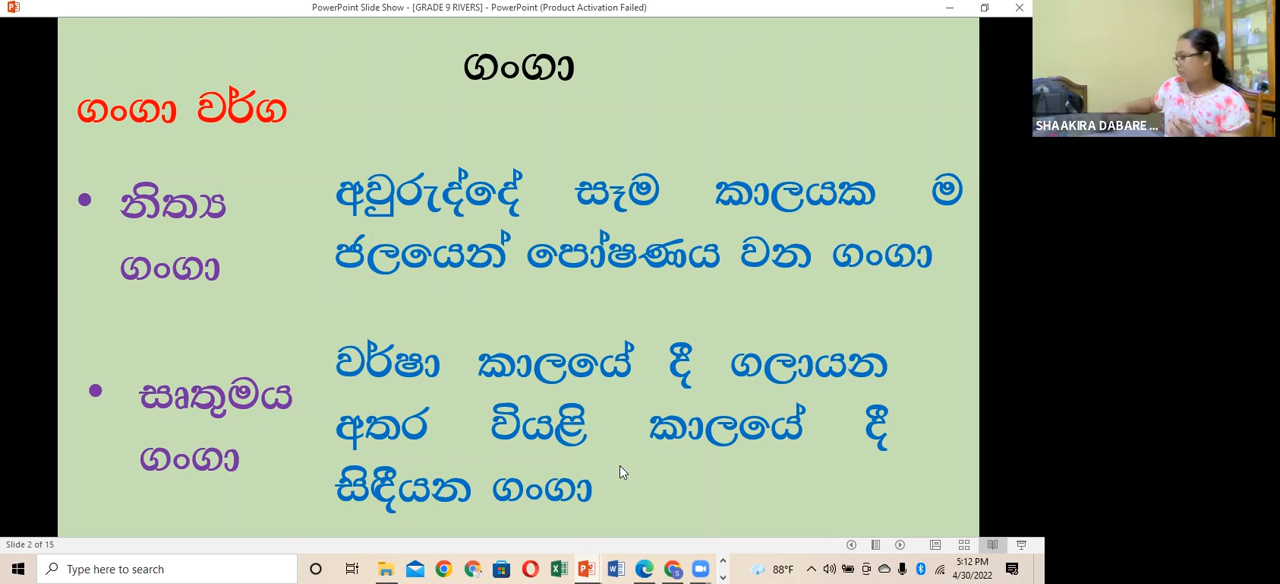 PowerPoint Slide Show - [GRADE 9 RIVERS] - PowerPoint (Product Activation Failed)
ගංගා
ගංගා වර්ග
• නිත්‍ය
ගංගා
අවුරුද්දේ සෑම කාලයක ම
ජලයෙන් පෝෂණය වන ගංගා
• සෘතුමය
ගංගා
වර්ෂා කාලයේ දී ගලායන
අතර වියළි කාලයේ දී
සිඳීයන ගංගා
SHAAKIRA DABARE ...
Slide 2 of 15
Type here to search
88°F
5:12 PM
4/30/2022